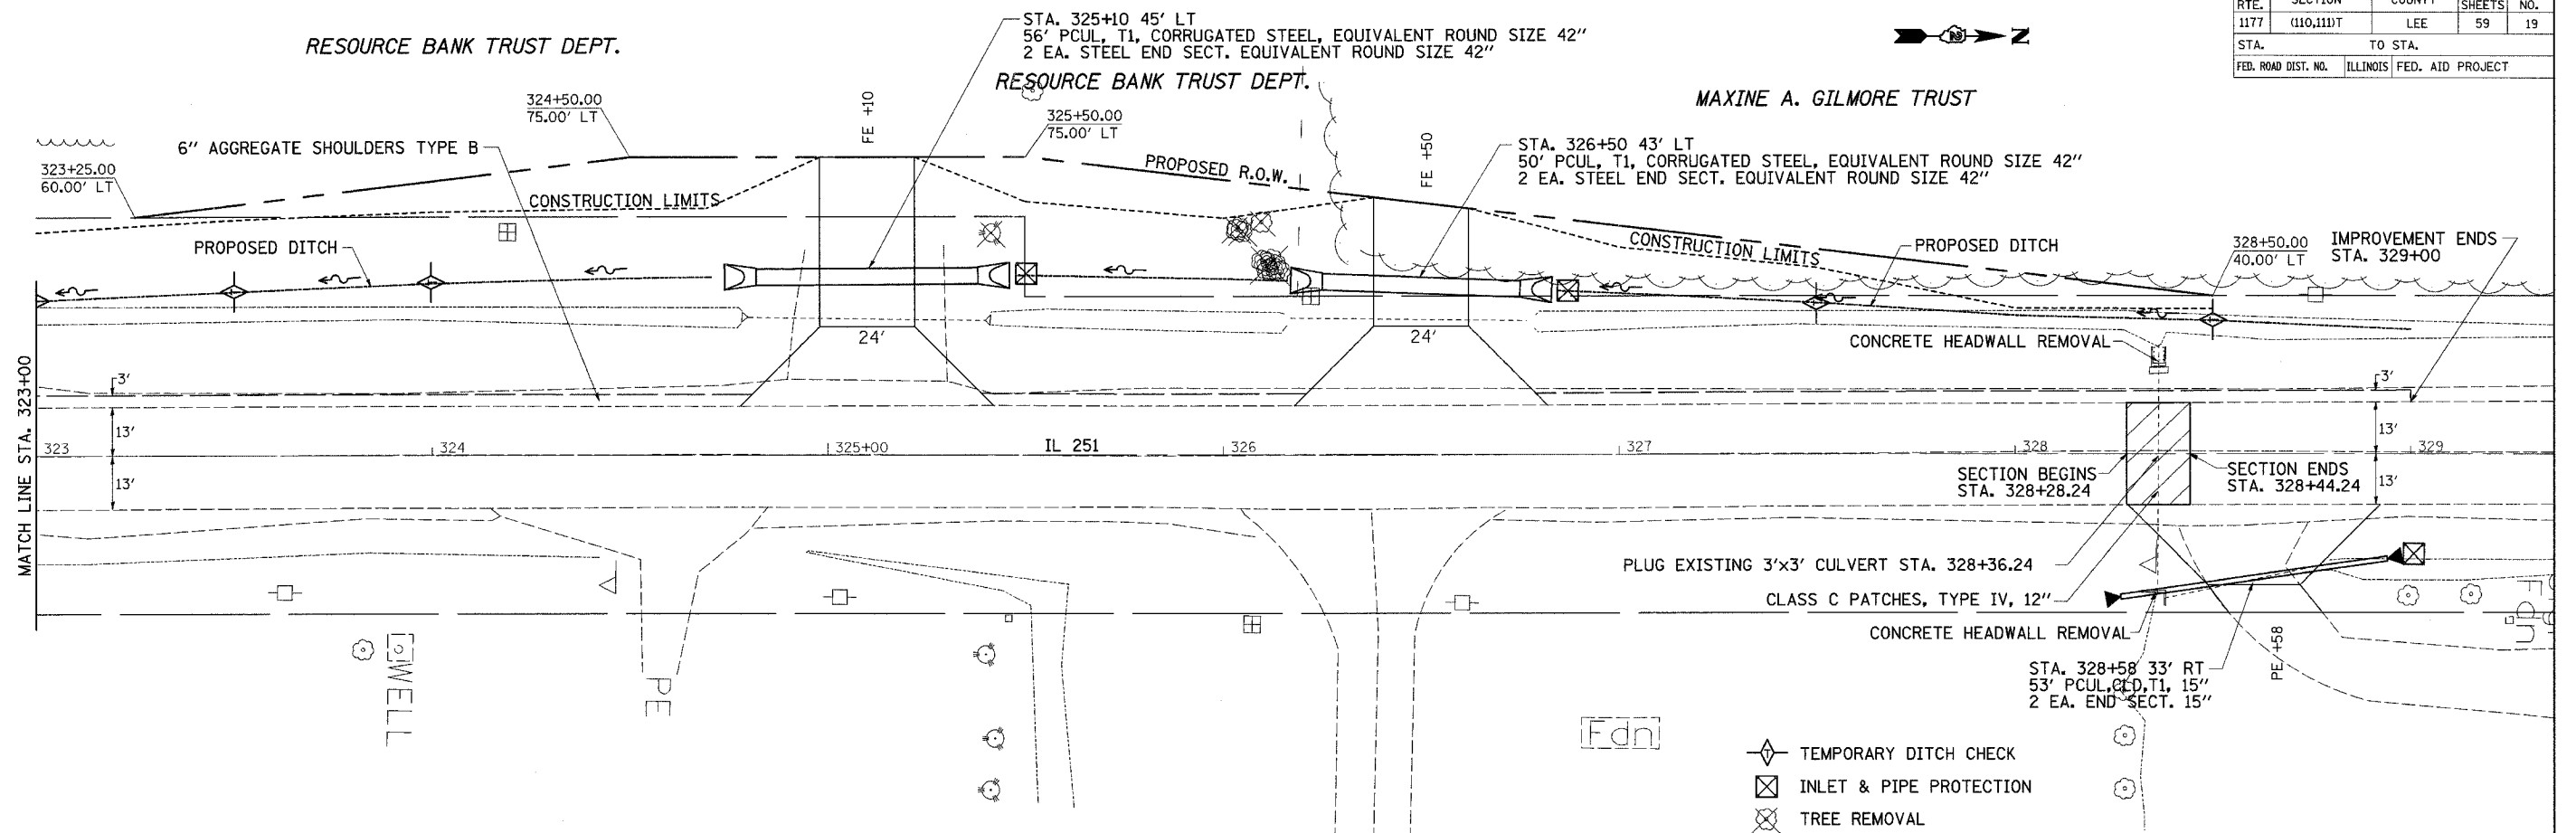 RTE. SECTION COUNTY SHEETS NO.
1177 (110,111)T LEE 59 19
STA. TO STA.
FED. ROAD DIST. NO. ILLINOIS FED. AID PROJECT
RESOURCE BANK TRUST DEPT.
STA. 325+10 45' LT
56' PCUL, T1, CORRUGATED STEEL, EQUIVALENT ROUND SIZE 42"
2 EA. STEEL END SECT. EQUIVALENT ROUND SIZE 42"
RESOURCE BANK TRUST DEPT.
N
MAXINE A. GILMORE TRUST
324+50.00
75.00' LT
FE +10
325+50.00
75.00' LT
FE +50
STA. 326+50 43' LT
50' PCUL, T1, CORRUGATED STEEL, EQUIVALENT ROUND SIZE 42"
2 EA. STEEL END SECT. EQUIVALENT ROUND SIZE 42"
6" AGGREGATE SHOULDERS TYPE B
323+25.00
60.00' LT
CONSTRUCTION LIMITS
PROPOSED R.O.W.
PROPOSED DITCH
CONSTRUCTION LIMITS
PROPOSED DITCH
328+50.00
40.00' LT
IMPROVEMENT ENDS
STA. 329+00
24'
24'
CONCRETE HEADWALL REMOVAL
MATCH LINE STA. 323+00
3'
13'
13'
3'
13'
13'
323 324 325+00 IL 251 326 327 328 329
SECTION BEGINS
STA. 328+28.24
SECTION ENDS
STA. 328+44.24
PLUG EXISTING 3'x3' CULVERT STA. 328+36.24
CLASS C PATCHES, TYPE IV, 12"
CONCRETE HEADWALL REMOVAL
STA. 328+58 33' RT
53' PCUL,CLD,T1, 15"
2 EA. END SECT. 15"
PE +58
WELL
PE
Fdn
Fdn
TEMPORARY DITCH CHECK
INLET & PIPE PROTECTION
TREE REMOVAL